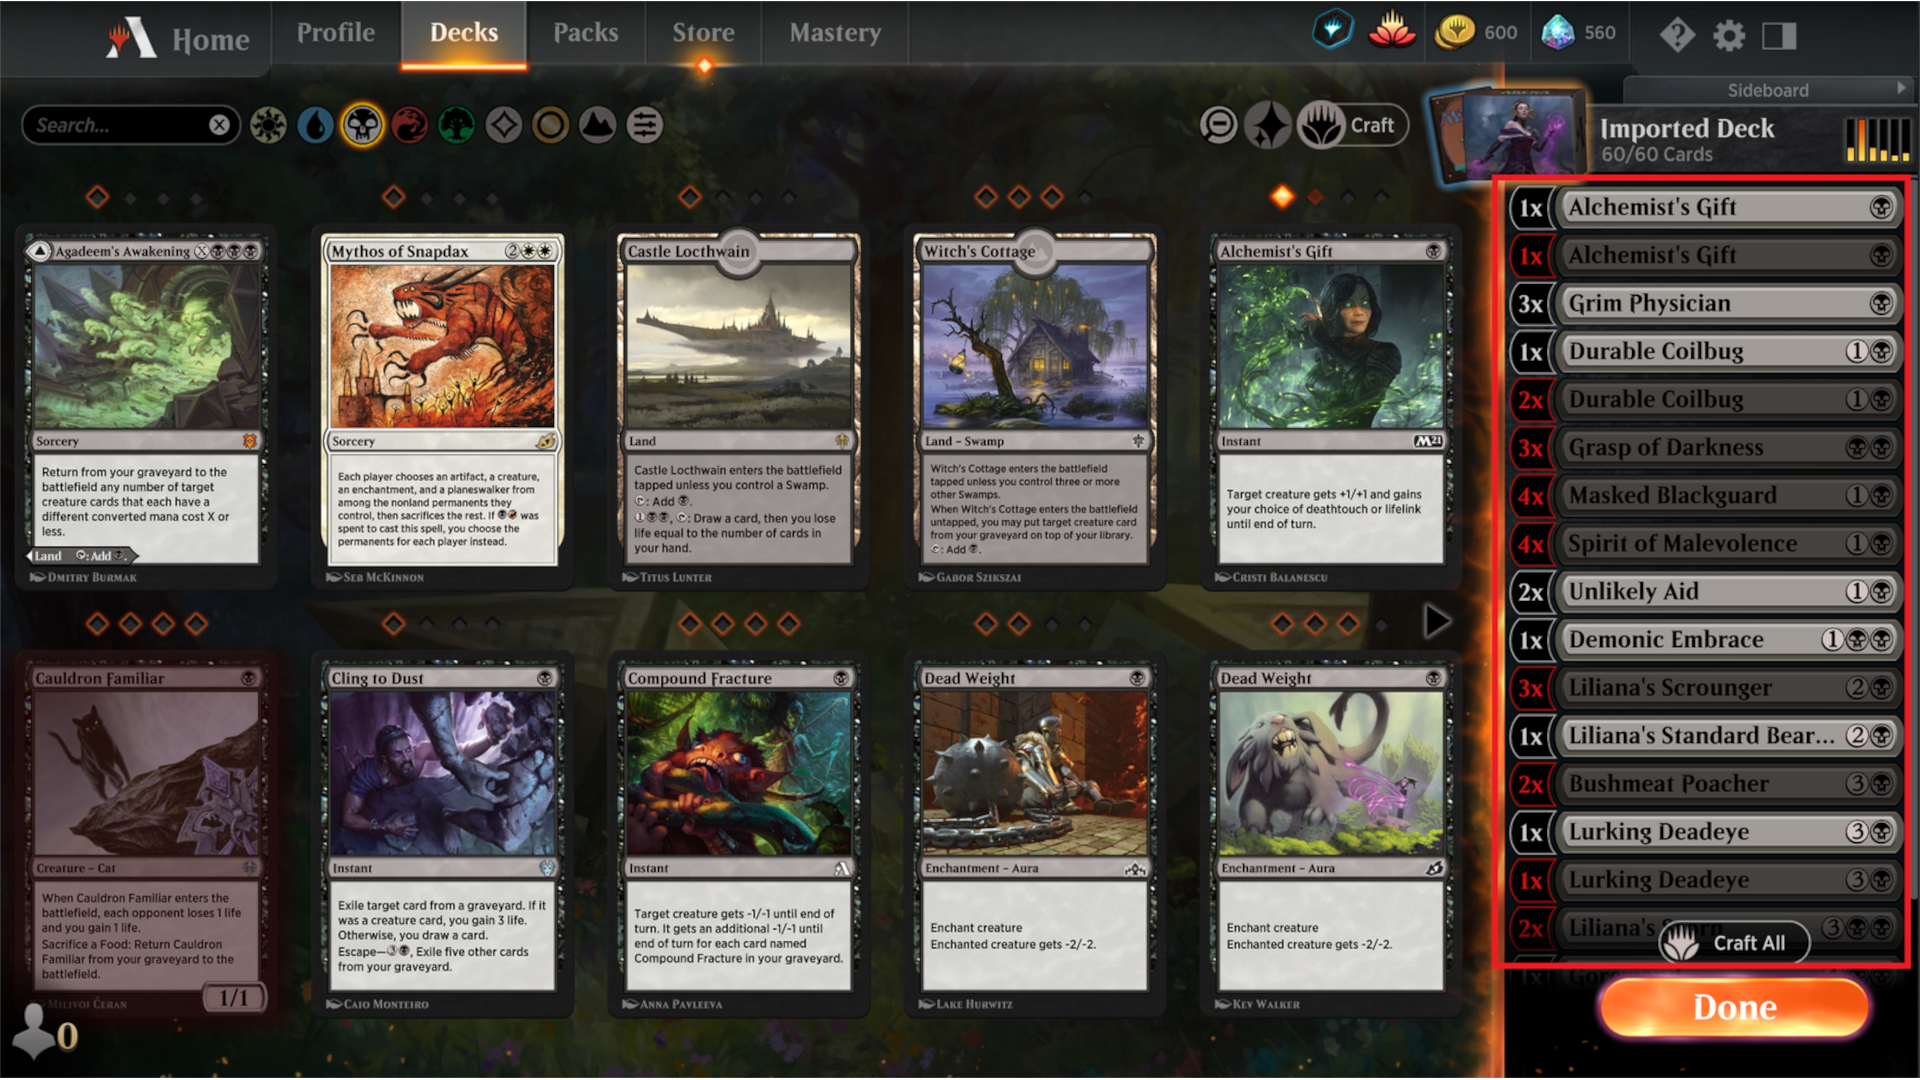 Home
Profile
Decks
Packs
Store
Mastery
600
560
Sideboard
Search...
Craft
Imported Deck
60/60 Cards
Agadeem's Awakening X
Sorcery
Return from your graveyard to the
battlefield any number of target
creature cards that each have a
different converted mana cost X or
less.
Land : Add .
Dmitry Burmak
Mythos of Snapdax 2
Sorcery
Each player chooses an artifact, a creature,
an enchantment, and a planeswalker from
among the nonland permanents they
control, then sacrifices the rest. If was
spent to cast this spell, you choose the
permanents for each player instead.
Seb McKinnon
Castle Locthwain
Land
Castle Locthwain enters the battlefield
tapped unless you control a Swamp.
: Add .
1 , : Draw a card, then you lose
life equal to the number of cards in
your hand.
Titus Lunter
Witch's Cottage
Land – Swamp
Witch's Cottage enters the battlefield
tapped unless you control three or more
other Swamps.
When Witch's Cottage enters the battlefield
untapped, you may put target creature card
from your graveyard on top of your library.
: Add .
Gabor Szikszai
Alchemist's Gift
Instant M21
Target creature gets +1/+1 and gains
your choice of deathtouch or lifelink
until end of turn.
Cristi Balanescu
Cauldron Familiar
Creature – Cat
When Cauldron Familiar enters the
battlefield, each opponent loses 1 life
and you gain 1 life.
Sacrifice a Food: Return Cauldron
Familiar from your graveyard to the
battlefield.
1/1
Milivoj Ćeran
0
Cling to Dust
Instant
Exile target card from a graveyard. If it
was a creature card, you gain 3 life.
Otherwise, you draw a card.
Escape—3 , Exile five other cards
from your graveyard.
Caio Monteiro
Compound Fracture
Instant
Target creature gets -1/-1 until end of
turn. It gets an additional -1/-1 until
end of turn for each card named
Compound Fracture in your graveyard.
Anna Pavleeva
Dead Weight
Enchantment – Aura
Enchant creature
Enchanted creature gets -2/-2.
Lake Hurwitz
Dead Weight
Enchantment – Aura
Enchant creature
Enchanted creature gets -2/-2.
Kev Walker
1x Alchemist's Gift
1x Alchemist's Gift
3x Grim Physician
1x Durable Coilbug 1
2x Durable Coilbug 1
3x Grasp of Darkness
4x Masked Blackguard 1
4x Spirit of Malevolence 1
2x Unlikely Aid 1
1x Demonic Embrace 1
3x Liliana's Scrounger 2
1x Liliana's Standard Bear... 2
2x Bushmeat Poacher 3
1x Lurking Deadeye 3
1x Lurking Deadeye 3
2x Liliana's 3
Craft All
1x
Done